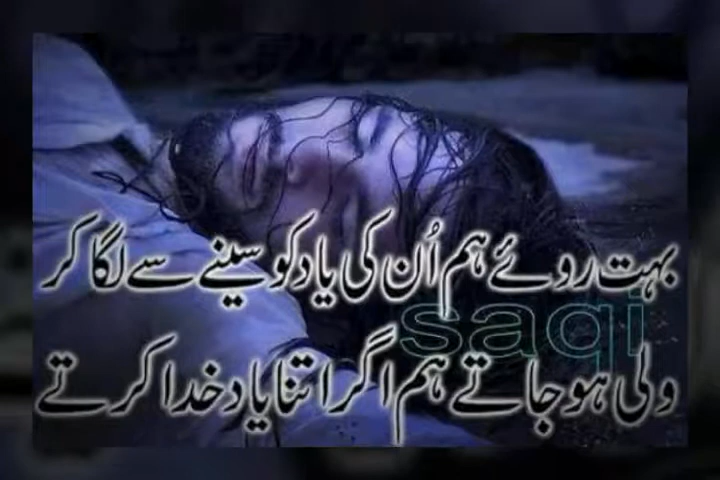 بہت روئے ہم اُن کی یاد کو سینے سے لگا کر
saqi
ولی ہو جاتے ہم اگر اتنا یاد خدا کرتے